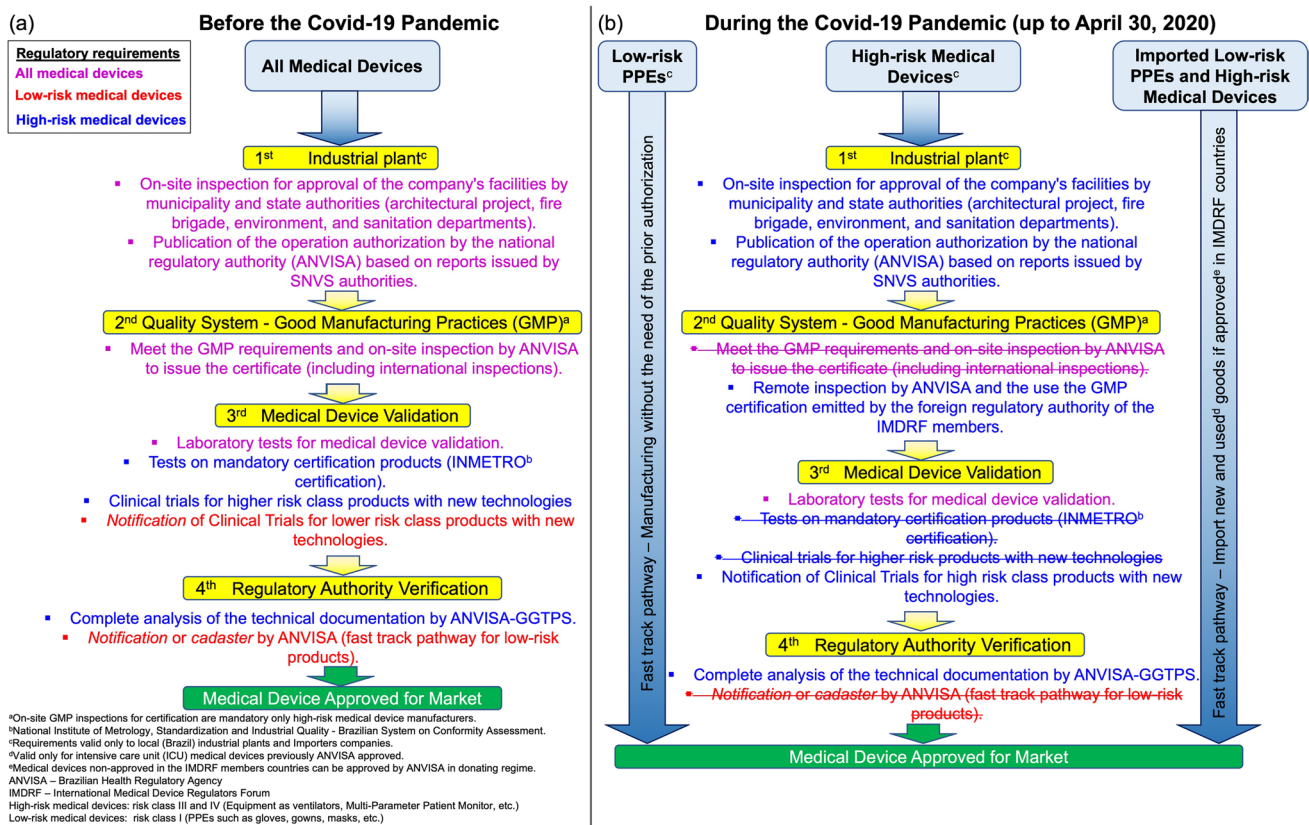 (a)
Before the Covid-19 Pandemic
Regulatory requirements
All medical devices
Low-risk medical devices
High-risk medical devices
All Medical Devices
1st Industrial plantc
▪ On-site inspection for approval of the company's facilities by
municipality and state authorities (architectural project, fire
brigade, environment, and sanitation departments).
▪ Publication of the operation authorization by the national
regulatory authority (ANVISA) based on reports issued by
SNVS authorities.
2nd Quality System - Good Manufacturing Practices (GMP)a
▪ Meet the GMP requirements and on-site inspection by ANVISA
to issue the certificate (including international inspections).
3rd Medical Device Validation
▪ Laboratory tests for medical device validation.
▪ Tests on mandatory certification products (INMETROb
certification).
▪ Clinical trials for higher risk class products with new technologies
▪ Notification of Clinical Trials for lower risk class products with new
technologies.
4th Regulatory Authority Verification
▪ Complete analysis of the technical documentation by ANVISA-GGTPS.
▪ Notification or cadaster by ANVISA (fast track pathway for low-risk
products).
Medical Device Approved for Market
aOn-site GMP inspections for certification are mandatory only high-risk medical device manufacturers.
bNational Institute of Metrology, Standardization and Industrial Quality - Brazilian System on Conformity Assessment.
cRequirements valid only to local (Brazil) industrial plants and Importers companies.
dValid only for intensive care unit (ICU) medical devices previously ANVISA approved.
eMedical devices non-approved in the IMDRF members countries can be approved by ANVISA in donating regime.
ANVISA – Brazilian Health Regulatory Agency
IMDRF – International Medical Device Regulators Forum
High-risk medical devices: risk class III and IV (Equipment as ventilators, Multi-Parameter Patient Monitor, etc.)
Low-risk medical devices: risk class I (PPEs such as gloves, gowns, masks, etc.)
(b)
During the Covid-19 Pandemic (up to April 30, 2020)
Low-risk
PPEsc
Fast track pathway – Manufacturing without the need of the prior authorization
High-risk Medical
Devicesc
1st Industrial plantc
▪ On-site inspection for approval of the company's facilities by
municipality and state authorities (architectural project, fire
brigade, environment, and sanitation departments).
▪ Publication of the operation authorization by the national
regulatory authority (ANVISA) based on reports issued by
SNVS authorities.
2nd Quality System - Good Manufacturing Practices (GMP)a
▪ Meet the GMP requirements and on-site inspection by ANVISA
to issue the certificate (including international inspections).
▪ Remote inspection by ANVISA and the use the GMP
certification emitted by the foreign regulatory authority of the
IMDRF members.
3rd Medical Device Validation
▪ Laboratory tests for medical device validation.
▪ Tests on mandatory certification products (INMETROb
certification).
▪ Clinical trials for higher risk products with new technologies
▪ Notification of Clinical Trials for high risk class products with new
technologies.
4th Regulatory Authority Verification
▪ Complete analysis of the technical documentation by ANVISA-GGTPS.
▪ Notification or cadaster by ANVISA (fast track pathway for low-risk
products).
Imported Low-risk
PPEs and High-risk
Medical Devices
Fast track pathway – Import new and usedd goods if approvede in IMDRF countries
Medical Device Approved for Market